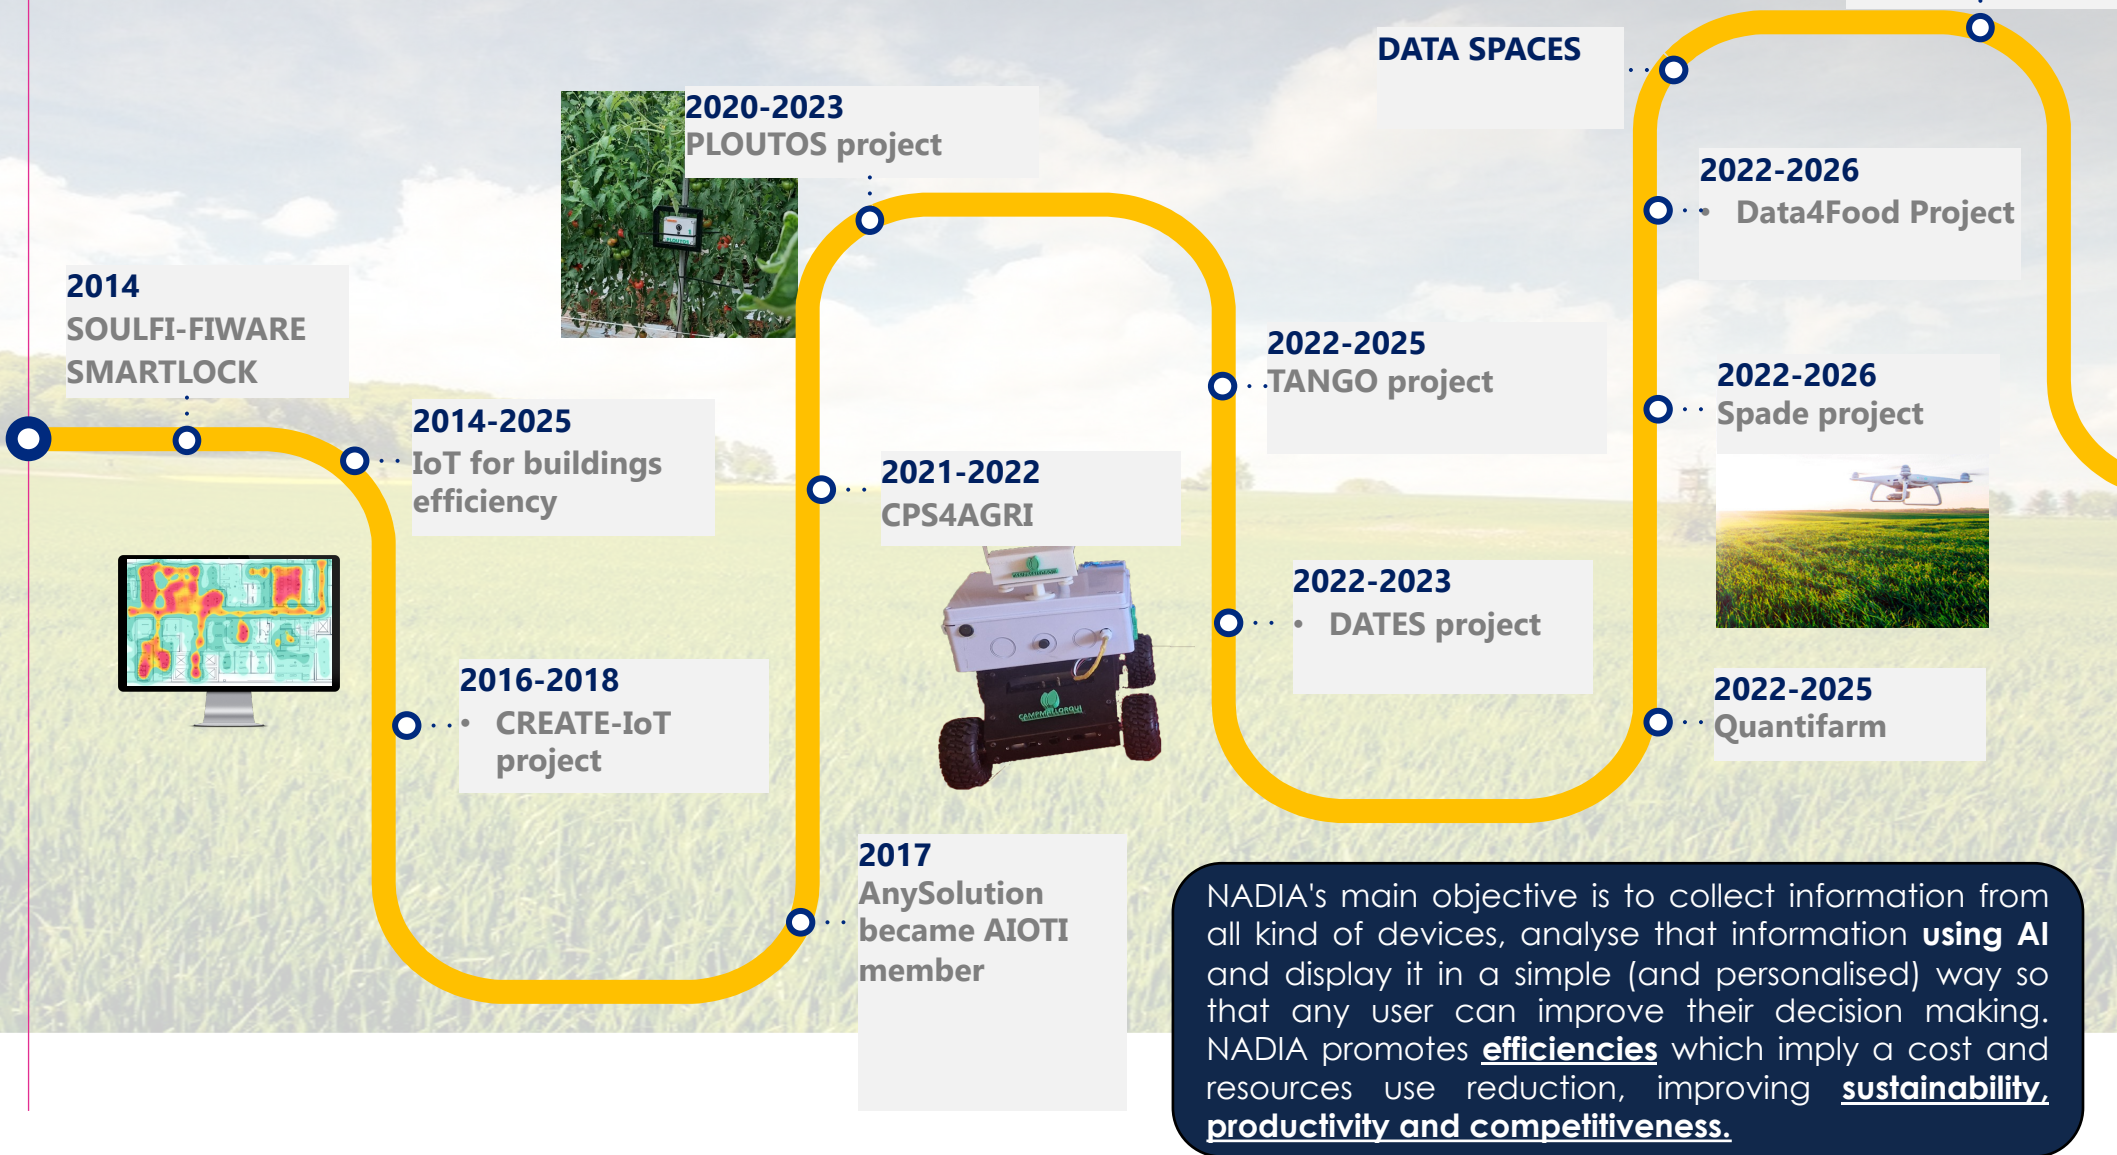 2014
SOULFI-FIWARE
SMARTLOCK
2014-2025
IoT for buildings
efficiency
2016-2018
• CREATE-IoT
project
2017
AnySolution
became AIOTI
member
2021-2022
CPS4AGRI
CAMPMALLORQUI
2020-2023
PLOUTOS project
PLOUTOS
2022-2025
TANGO project
2022-2023
• DATES project
2022-2025
Quantifarm
2022-2026
Spade project
2022-2026
• Data4Food Project
DATA SPACES
NADIA's main objective is to collect information from
all kind of devices, analyse that information using AI
and display it in a simple (and personalised) way so
that any user can improve their decision making.
NADIA promotes efficiencies which imply a cost and
resources use reduction, improving sustainability,
productivity and competitiveness.